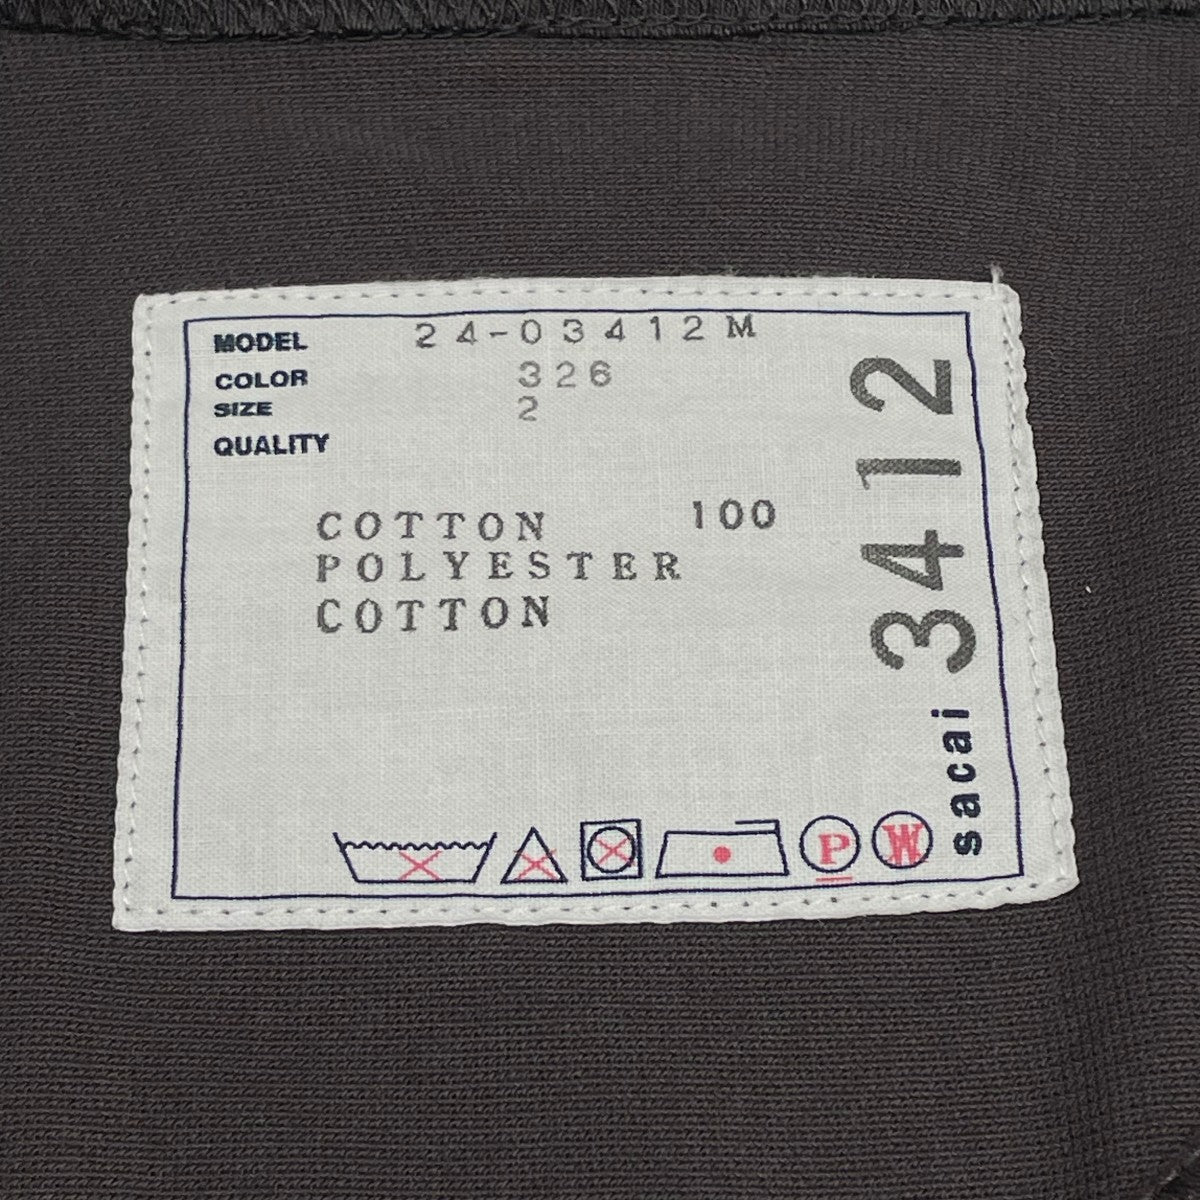 MODEL 24-03412M
COLOR 326
SIZE 2
QUALITY
COTTON 100
POLYESTER
COTTON
P W
sacai 3412